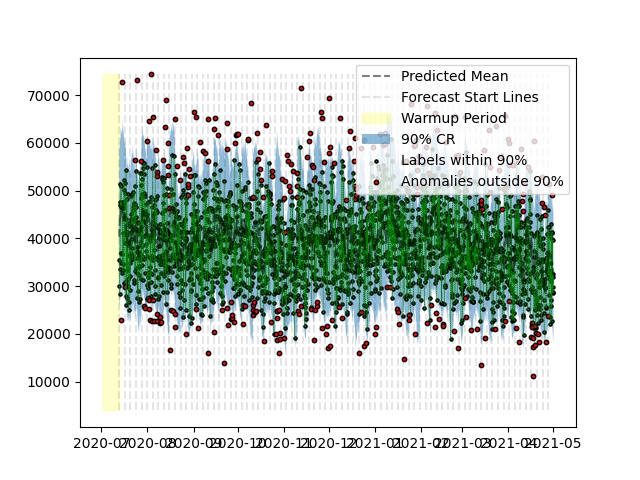 70000
60000
50000
40000
30000
20000
10000
2020-07 2020-08 2020-09 2020-10 2020-11 2020-12 2021-01 2021-02 2021-03 2021-04 2021-05
Predicted Mean
Forecast Start Lines
Warmup Period
90% CR
Labels within 90%
Anomalies outside 90%